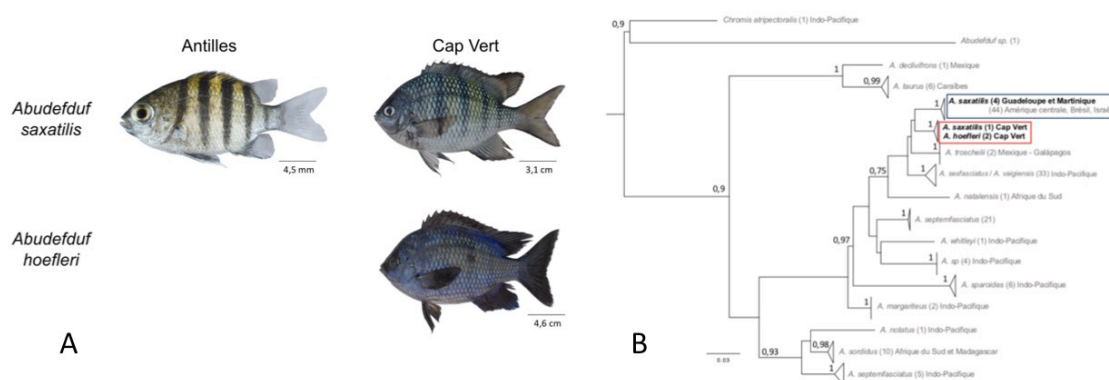 Antilles
Cap Vert
Abudefduf
saxatilis
4,5 mm
3,1 cm
Abudefduf
hoefleri
4,6 cm
A
0,9
Chromis atripectoralis (1) Indo-Pacifique
Abudefduf sp. (1)
A. declivifrons (1) Mexique
1
0,99
A. taurus (6) Caraïbes
1
A. saxatilis (4) Guadeloupe et Martinique
(44) Amérique centrale, Brésil, Israë
1
A. saxatilis (1) Cap Vert
A. hoefleri (2) Cap Vert
1
A. troschelii (2) Mexique - Galápagos
0,75
1
A. sexfasciatus / A. vaigiensis (33) Indo-Pacifique
0,9
A. natalensis (1) Afrique du Sud
1
A. septemfasciatus (21)
0,97
A. whitleyi (1) Indo-Pacifique
1
A. sp (4) Indo-Pacifique
1
A. sparoides (6) Indo-Pacifique
1
A. margariteus (2) Indo-Pacifique
A. notatus (1) Indo-Pacifique
0,93
0,98
A. sordidus (10) Afrique du Sud et Madagascar
1
A. septemfasciatus (5) Indo-Pacifique
0.03
B